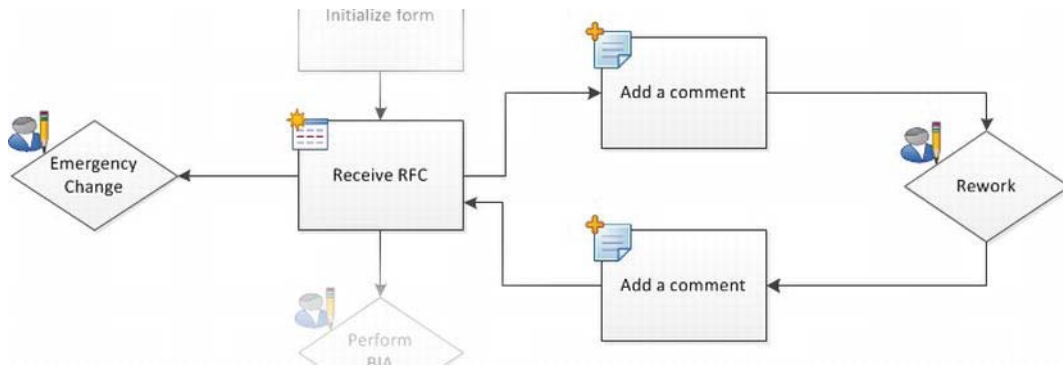 Initialize form
Add a comment
Emergency
Change
Receive RFC
Rework
Add a comment
Perform
BIA